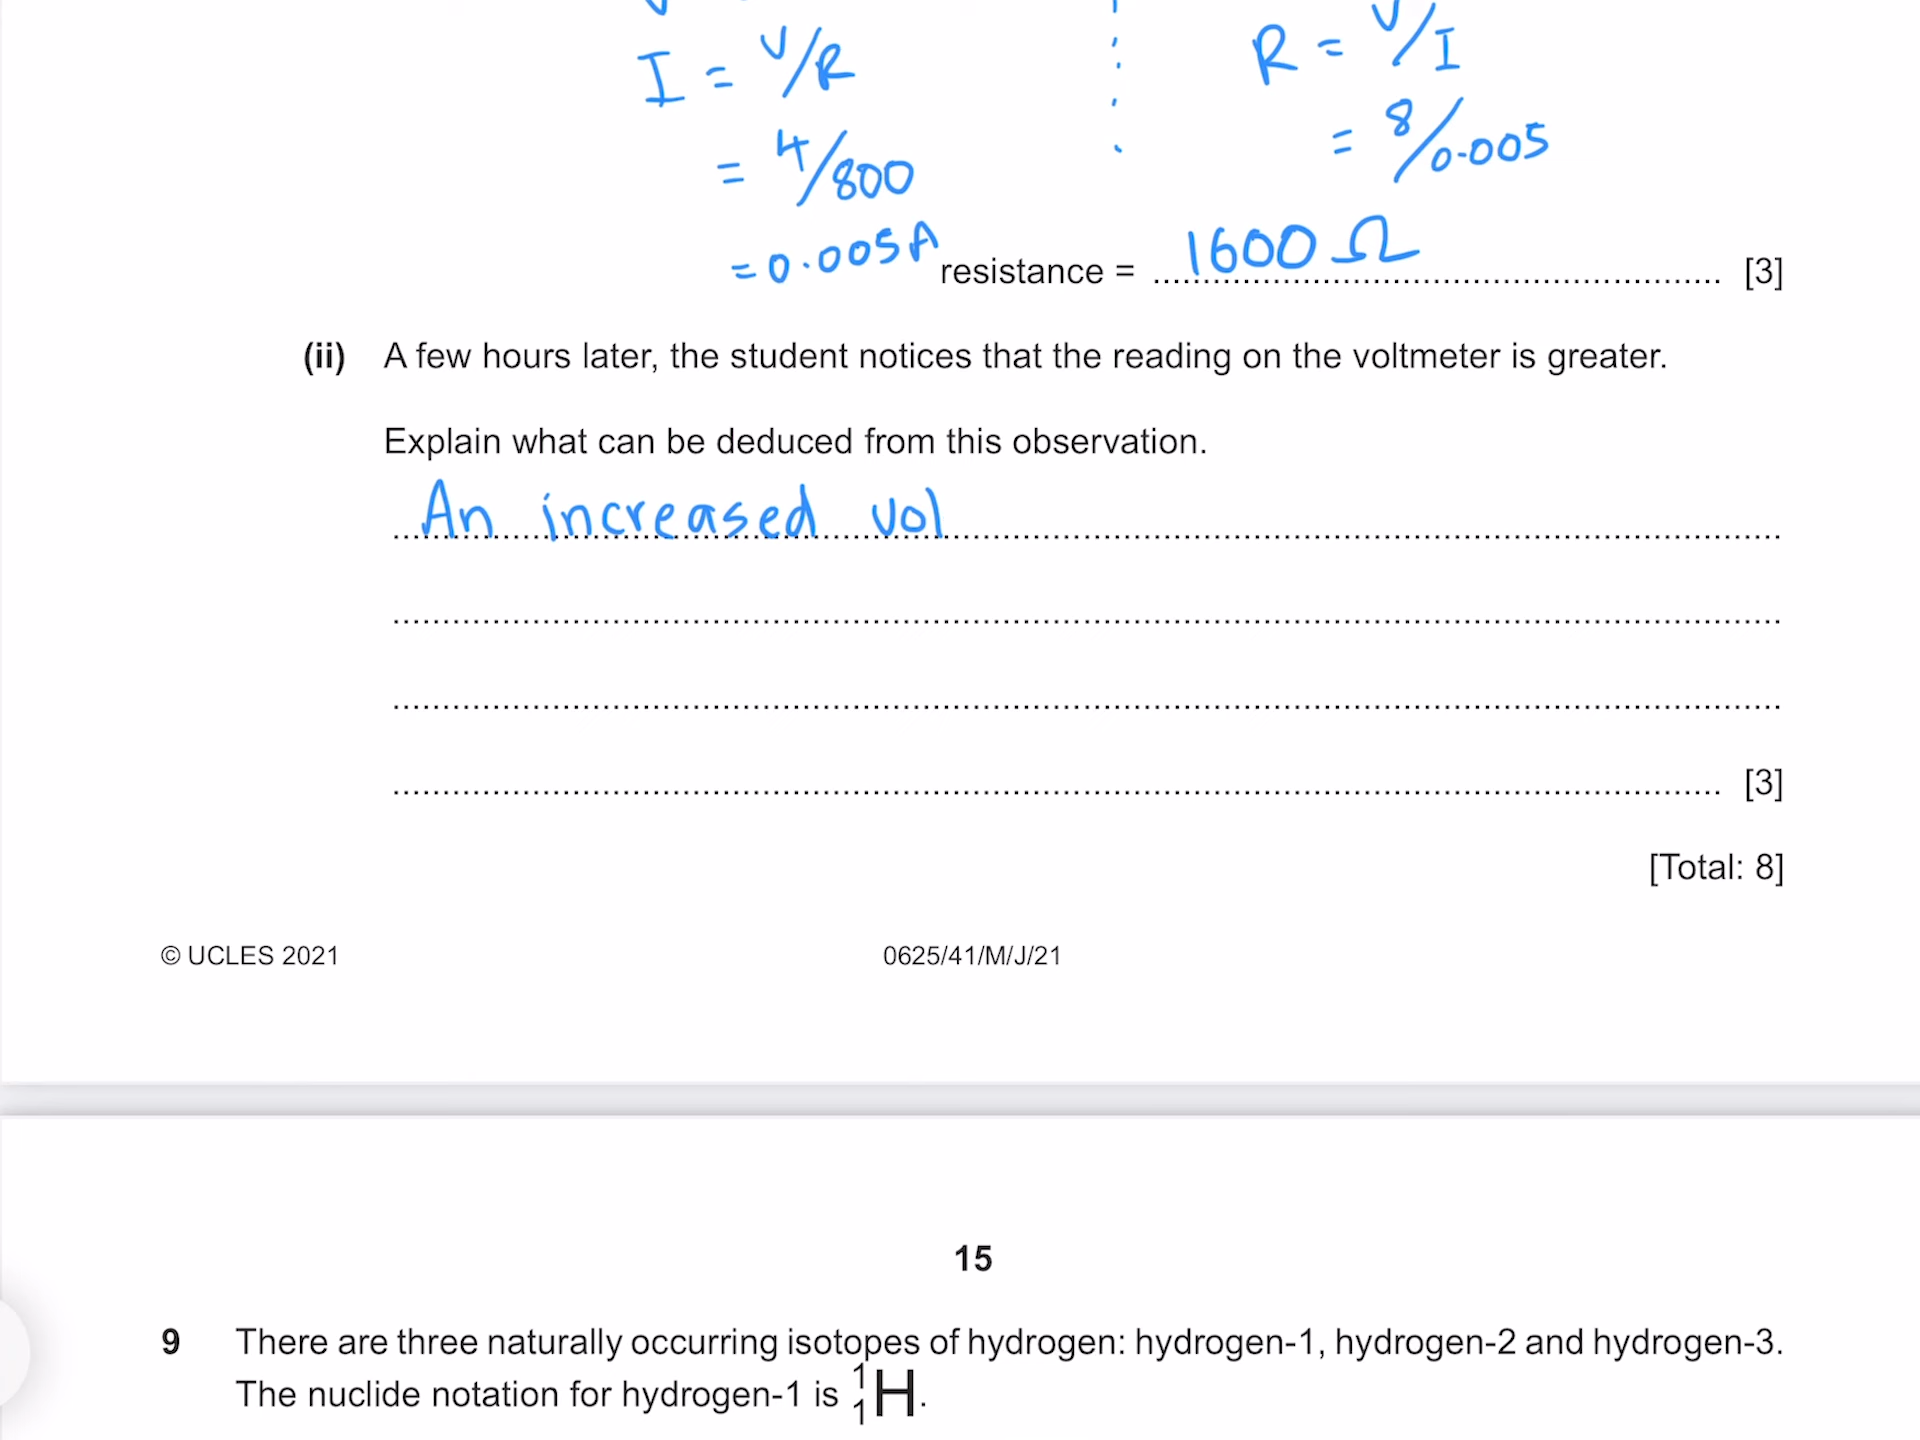 I = V/R
R = V/I
= 4/800
= 8/0.005
= 0.005A
resistance = 1600 Ω [3]
(ii) A few hours later, the student notices that the reading on the voltmeter is greater.
Explain what can be deduced from this observation.
An increased vol
[3]
[Total: 8]
© UCLES 2021 0625/41/M/J/21
15
9 There are three naturally occurring isotopes of hydrogen: hydrogen-1, hydrogen-2 and hydrogen-3.
The nuclide notation for hydrogen-1 is ¹₁H.